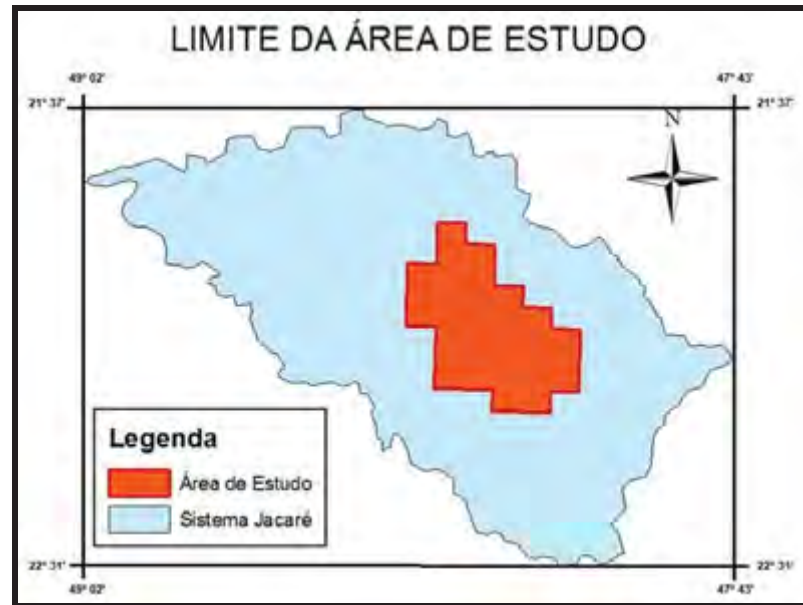 LIMITE DA ÁREA DE ESTUDO
49° 02' 47° 43'
21° 37' 21° 37'
N
Legenda
Área de Estudo
Sistema Jacaré
22° 31' 22° 31'
49° 02' 47° 43'